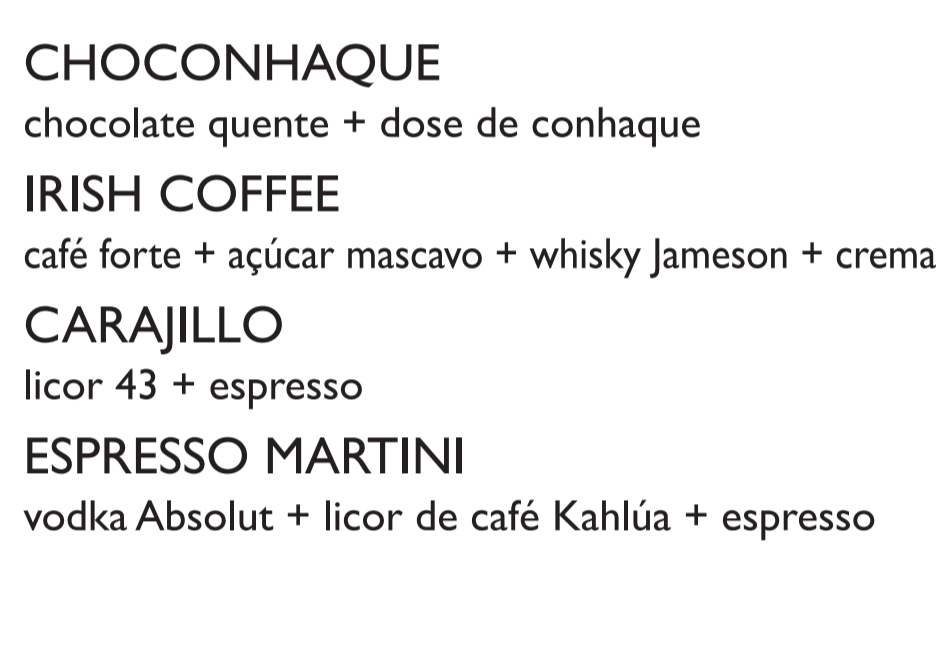 CHOCONHAQUE
chocolate quente + dose de conhaque
IRISH COFFEE
café forte + açúcar mascavo + whisky Jameson + crema
CARAJILLO
licor 43 + espresso
ESPRESSO MARTINI
vodka Absolut + licor de café Kahlúa + espresso